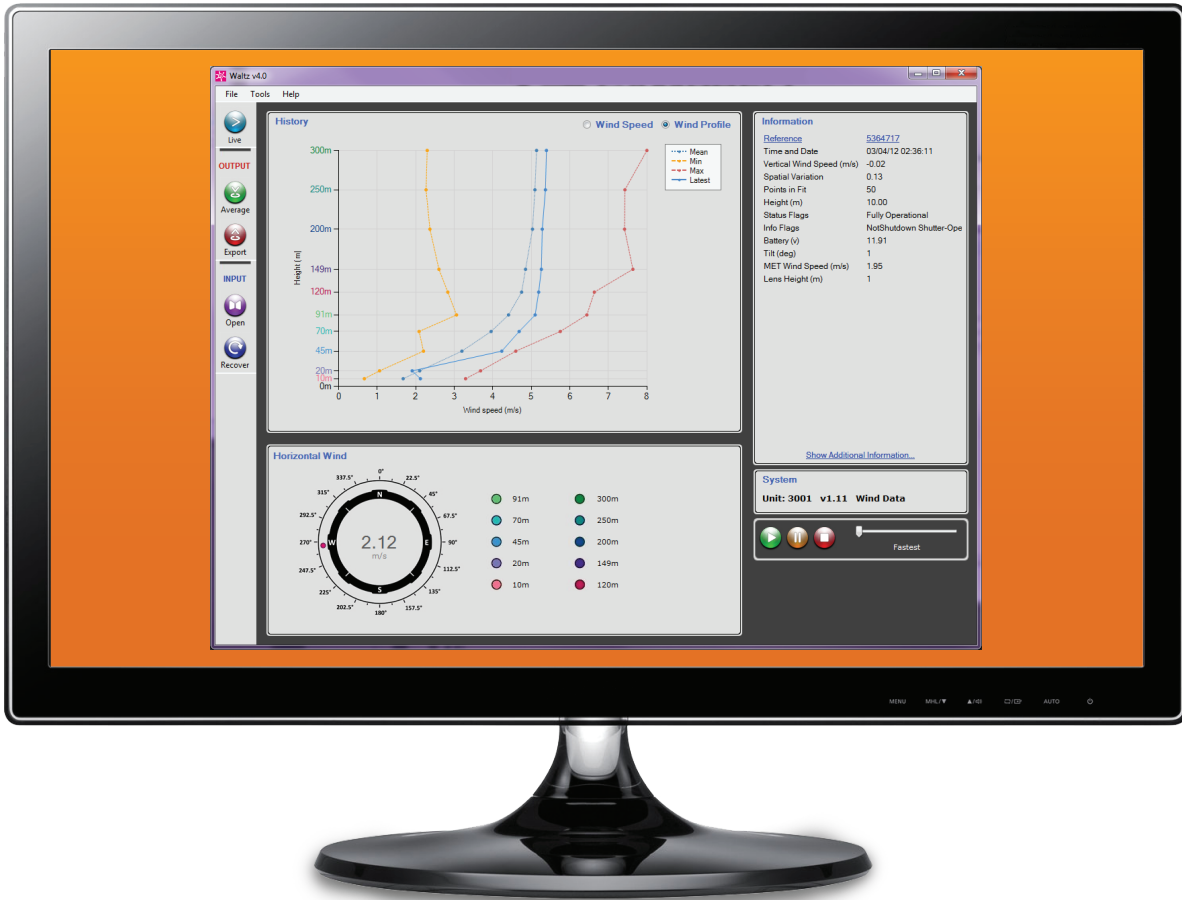 Waltz v4.0
File Tools Help
Live
OUTPUT
Average
Export
INPUT
Open
Recover
History
Wind Speed Wind Profile
300m
250m
200m
149m
120m
91m
70m
45m
20m
10m
0m
Height (m)
0 1 2 3 4 5 6 7 8
Wind speed (m/s)
Mean
Min
Max
Latest
Horizontal Wind
0°
22.5°
45°
67.5°
90°
112.5°
135°
157.5°
180°
202.5°
225°
247.5°
270°
292.5°
315°
337.5°
N
E
S
W
2.12
m/s
91m 300m
70m 250m
45m 200m
20m 149m
10m 120m
Information
Reference 5364717
Time and Date 03/04/12 02:36:11
Vertical Wind Speed (m/s) -0.02
Spatial Variation 0.13
Points in Fit 50
Height (m) 10.00
Status Flags Fully Operational
Info Flags NotShutdown Shutter-Ope
Battery (v) 11.91
Tilt (deg) 1
MET Wind Speed (m/s) 1.95
Lens Height (m) 1
Show Additional Information...
System
Unit: 3001 v1.11 Wind Data
Fastest
MENU MHL/▼ AUTO